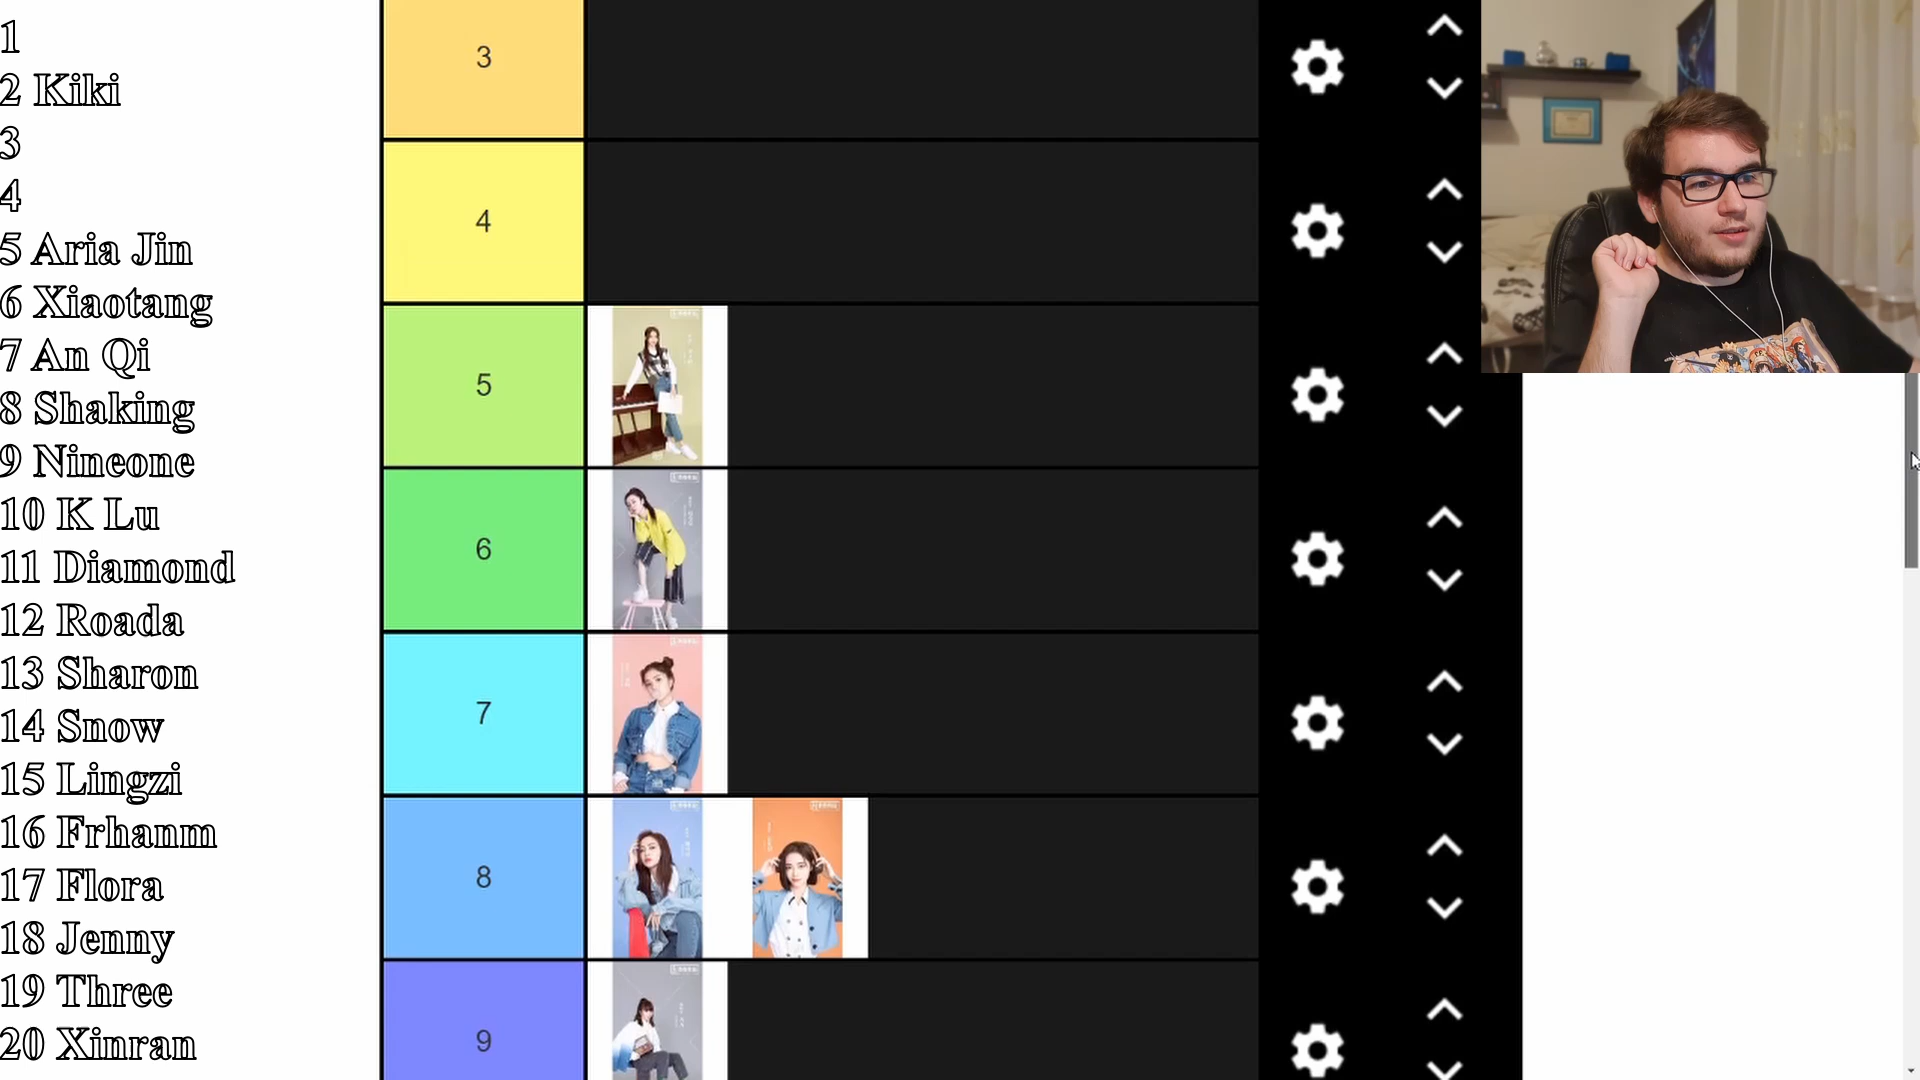 1
2 Kiki
3
4
5 Aria Jin
6 Xiaotang
7 An Qi
8 Shaking
9 Nineone
10 K Lu
11 Diamond
12 Roada
13 Sharon
14 Snow
15 Lingzi
16 Frhanm
17 Flora
18 Jenny
19 Three
20 Xinran
3
4
5
6
7
8
9